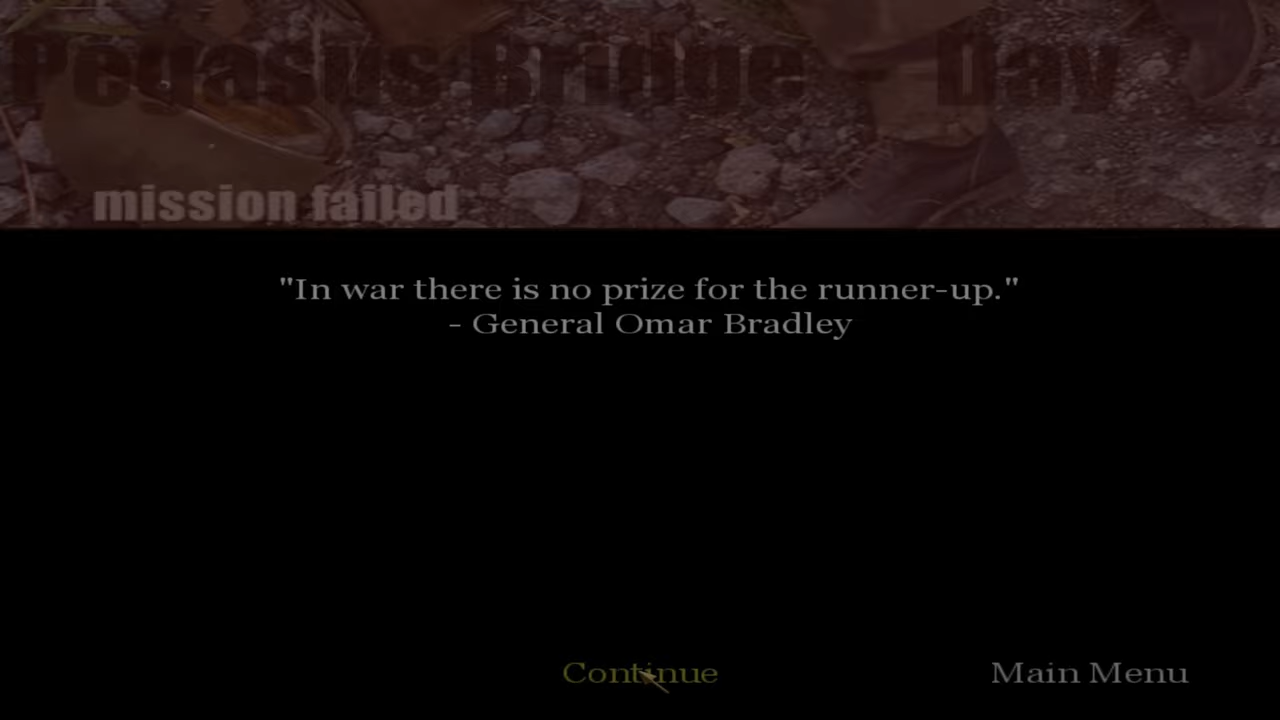 Pegasus Bridge - Day
mission failed
"In war there is no prize for the runner-up."
- General Omar Bradley
Continue
Main Menu